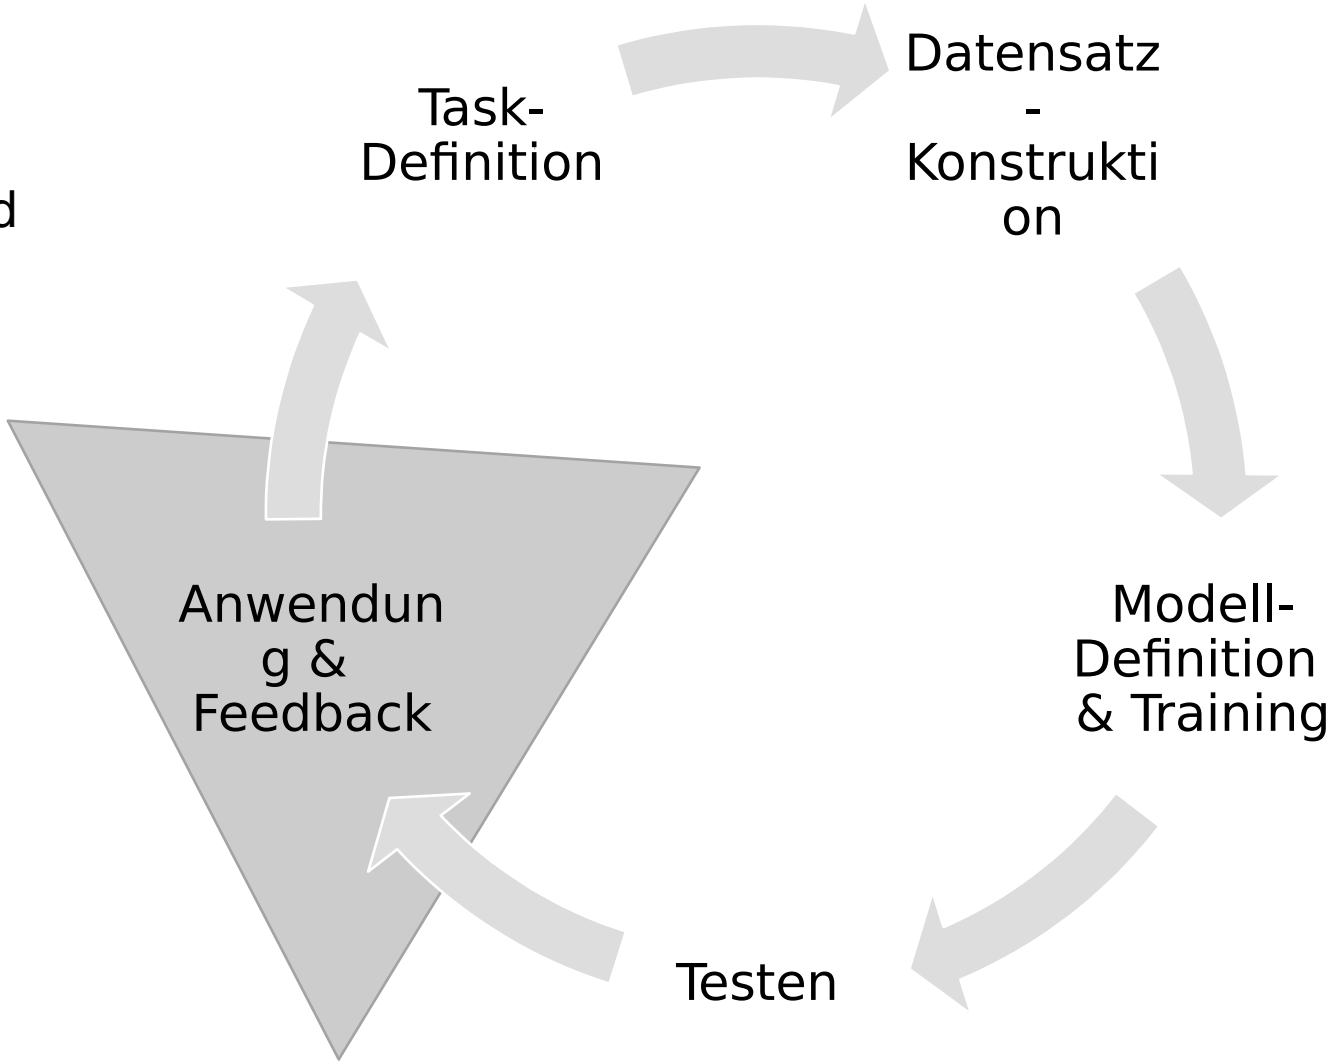 Task-
Definition
Datensatz
-
Konstrukti
on
d
Modell-
Definition
& Training
Testen
Anwendun
g &
Feedback